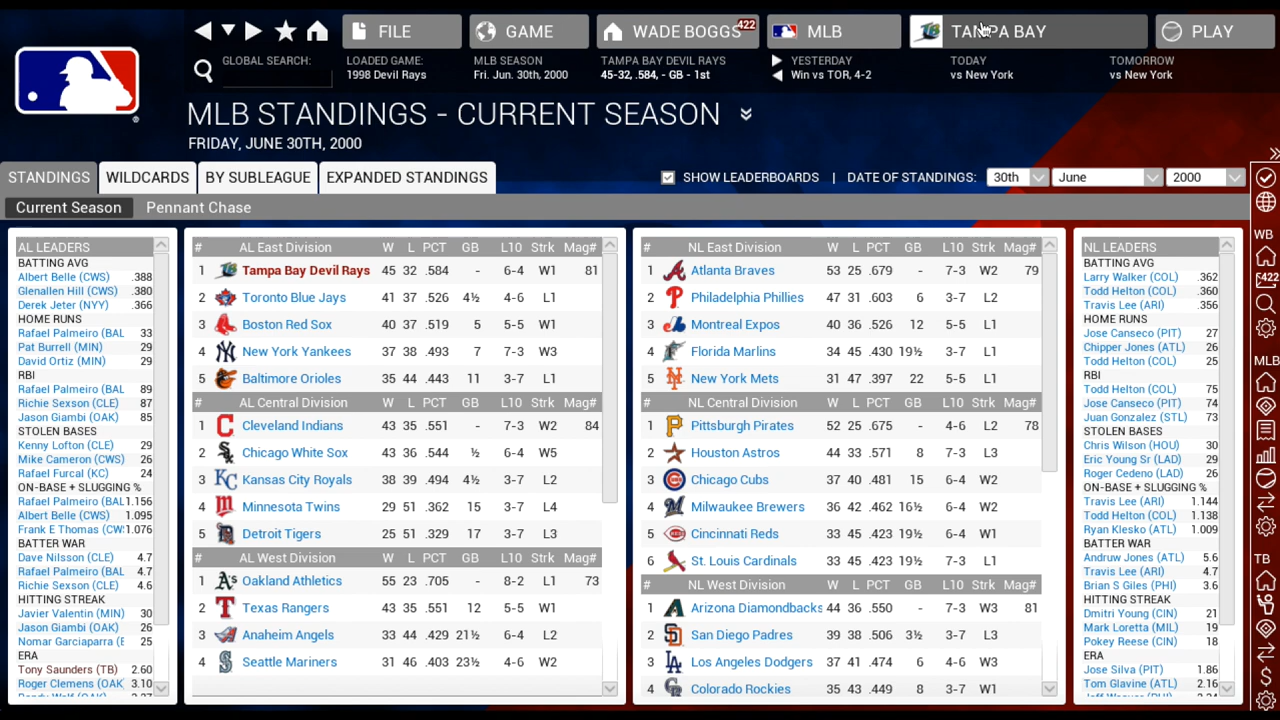 FILE GAME WADE BOGGS 422 MLB TAMPA BAY PLAY
GLOBAL SEARCH:
LOADED GAME:
1998 Devil Rays
MLB SEASON
Fri. Jun. 30th, 2000
TAMPA BAY DEVIL RAYS
45-32, .584, - GB - 1st
YESTERDAY
Win vs TOR, 4-2
TODAY
vs New York
TOMORROW
vs New York
MLB STANDINGS - CURRENT SEASON
FRIDAY, JUNE 30TH, 2000
STANDINGS WILDCARDS BY SUBLEAGUE EXPANDED STANDINGS
SHOW LEADERBOARDS | DATE OF STANDINGS: 30th June 2000
Current Season Pennant Chase
AL LEADERS
BATTING AVG
Albert Belle (CWS) .388
Glenallen Hill (CWS) .380
Derek Jeter (NYY) .366
HOME RUNS
Rafael Palmeiro (BAL 33
Pat Burrell (MIN) 29
David Ortiz (MIN) 29
RBI
Rafael Palmeiro (BAL 89
Richie Sexson (CLE) 87
Jason Giambi (OAK) 85
STOLEN BASES
Kenny Lofton (CLE) 29
Mike Cameron (CWS) 26
Rafael Furcal (KC) 24
ON-BASE + SLUGGING %
Rafael Palmeiro (BAL 1.156
Albert Belle (CWS) 1.095
Frank E Thomas (CWS 1.076
BATTER WAR
Dave Nilsson (CLE) 4.7
Rafael Palmeiro (BAL 4.7
Richie Sexson (CLE) 4.6
HITTING STREAK
Javier Valentin (MIN) 30
Jason Giambi (OAK) 26
Nomar Garciaparra (E 25
ERA
Tony Saunders (TB) 2.60
Roger Clemens (OAK 3.10
# AL East Division W L PCT GB L10 Strk Mag#
1 Tampa Bay Devil Rays 45 32 .584 - 6-4 W1 81
2 Toronto Blue Jays 41 37 .526 4½ 4-6 L1
3 Boston Red Sox 40 37 .519 5 5-5 W1
4 New York Yankees 37 38 .493 7 7-3 W3
5 Baltimore Orioles 35 44 .443 11 3-7 L1
# AL Central Division W L PCT GB L10 Strk Mag#
1 Cleveland Indians 43 35 .551 - 7-3 W2 84
2 Chicago White Sox 43 36 .544 ½ 6-4 W5
3 Kansas City Royals 38 39 .494 4½ 3-7 L2
4 Minnesota Twins 29 51 .362 15 3-7 L4
5 Detroit Tigers 25 51 .329 17 3-7 L3
# AL West Division W L PCT GB L10 Strk Mag#
1 Oakland Athletics 55 23 .705 - 8-2 L1 73
2 Texas Rangers 43 35 .551 12 5-5 W1
3 Anaheim Angels 33 44 .429 21½ 6-4 L2
4 Seattle Mariners 31 46 .403 23½ 4-6 W2
# NL East Division W L PCT GB L10 Strk Mag#
1 Atlanta Braves 53 25 .679 - 7-3 W2 79
2 Philadelphia Phillies 47 31 .603 6 3-7 L2
3 Montreal Expos 40 36 .526 12 5-5 L1
4 Florida Marlins 34 45 .430 19½ 3-7 L1
5 New York Mets 31 47 .397 22 5-5 L1
# NL Central Division W L PCT GB L10 Strk Mag#
1 Pittsburgh Pirates 52 25 .675 - 4-6 L2 78
2 Houston Astros 44 33 .571 8 7-3 L3
3 Chicago Cubs 37 40 .481 15 6-4 W2
4 Milwaukee Brewers 36 42 .462 16½ 6-4 W2
5 Cincinnati Reds 33 45 .423 19½ 6-4 W1
6 St. Louis Cardinals 33 45 .423 19½ 7-3 L1
# NL West Division W L PCT GB L10 Strk Mag#
1 Arizona Diamondbacks 44 36 .550 - 7-3 W3 81
2 San Diego Padres 39 38 .506 3½ 3-7 L3
3 Los Angeles Dodgers 37 41 .474 6 4-6 W3
4 Colorado Rockies 35 43 .449 8 3-7 W1
NL LEADERS
BATTING AVG
Larry Walker (COL) .362
Todd Helton (COL) .360
Travis Lee (ARI) .356
HOME RUNS
Jose Canseco (PIT) 27
Chipper Jones (ATL) 26
Todd Helton (COL) 25
RBI
Todd Helton (COL) 75
Jose Canseco (PIT) 74
Juan Gonzalez (STL) 73
STOLEN BASES
Chris Wilson (HOU) 30
Eric Young Sr (LAD) 29
Roger Cedeno (LAD) 26
ON-BASE + SLUGGING %
Travis Lee (ARI) 1.144
Todd Helton (COL) 1.138
Ryan Klesko (ATL) 1.009
BATTER WAR
Andruw Jones (ATL) 5.6
Travis Lee (ARI) 4.7
Brian S Giles (PHI) 3.6
HITTING STREAK
Dmitri Young (CIN) 21
Mark Loretta (MIL) 19
Pokey Reese (CIN) 18
ERA
Jose Silva (PIT) 1.86
Tom Glavine (ATL) 2.16
WB
422
MLB
TB